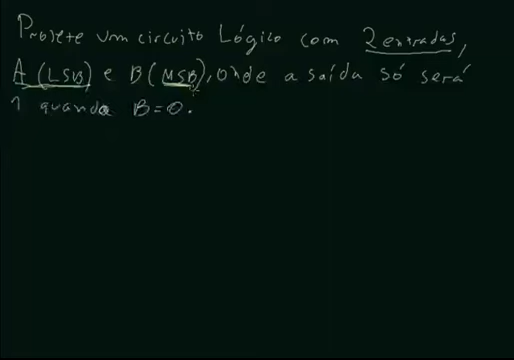 Projete um circuito Lógico com 2 entradas,
A (LSB) e B (MSB), onde a saída só será
1 quando B=0.